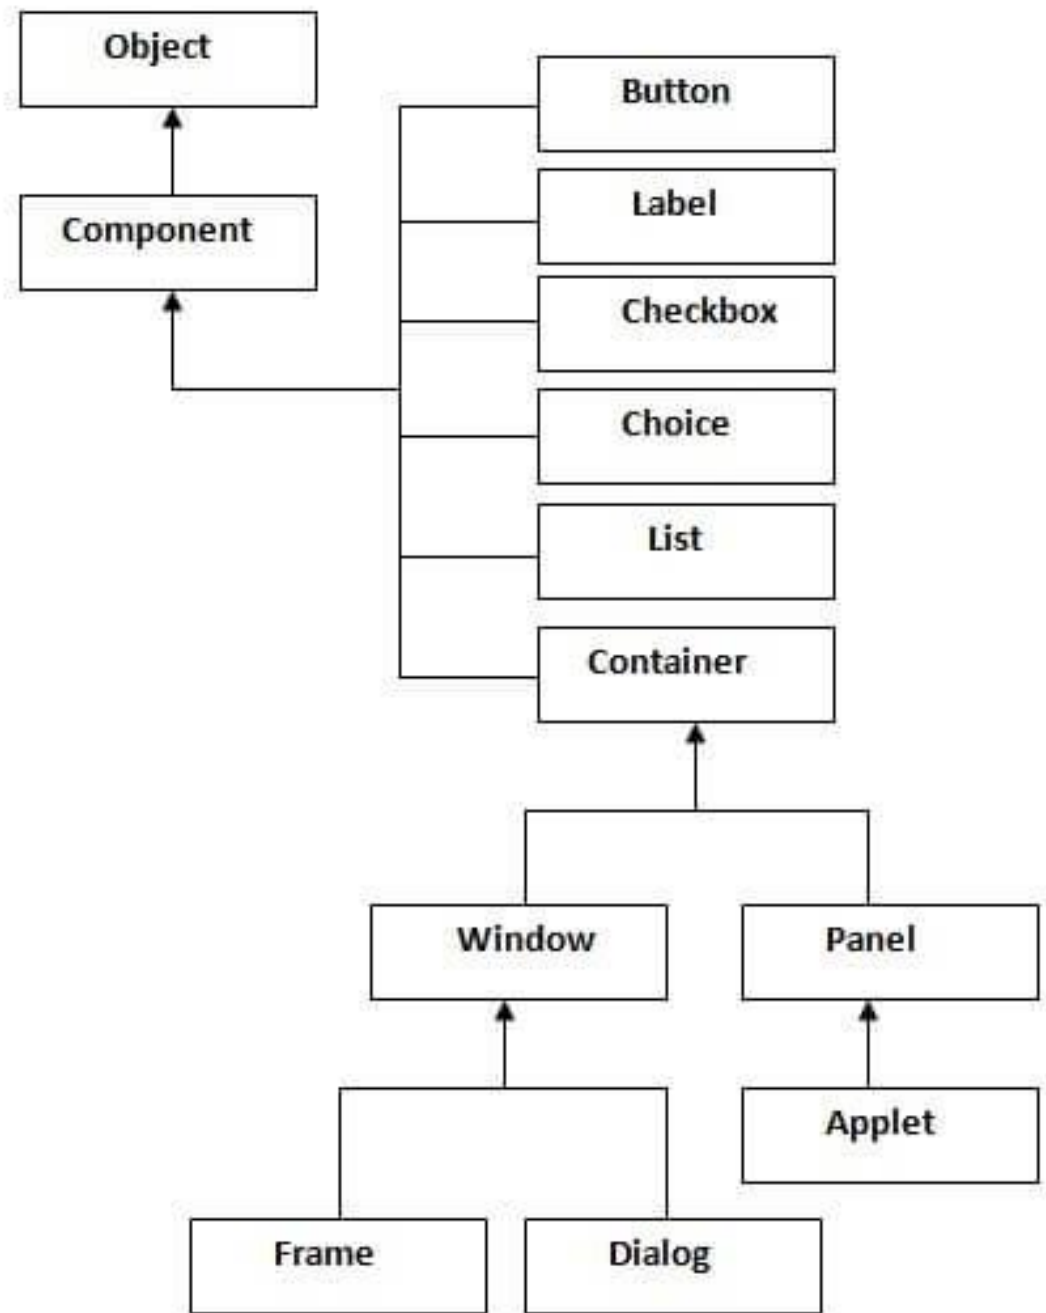 Object
Button
Label
Component
Checkbox
Choice
List
Container
Window
Panel
Applet
Frame
Dialog